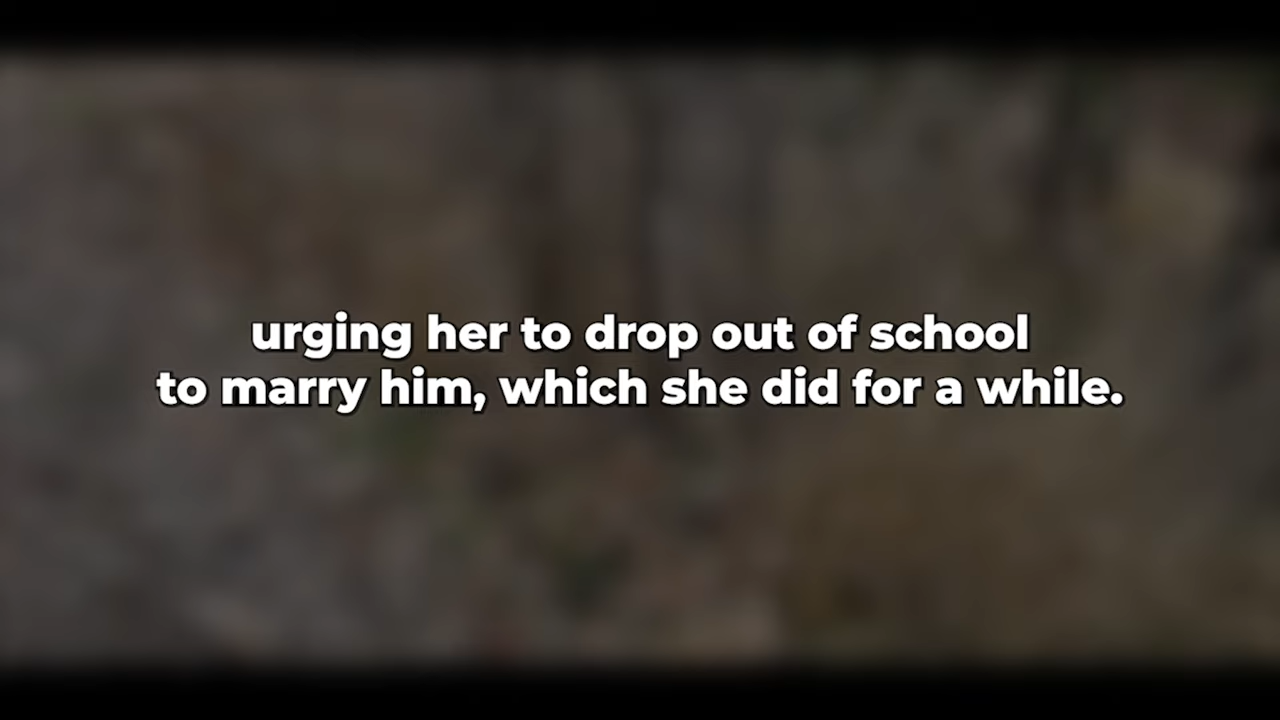 urging her to drop out of school
to marry him, which she did for a while.